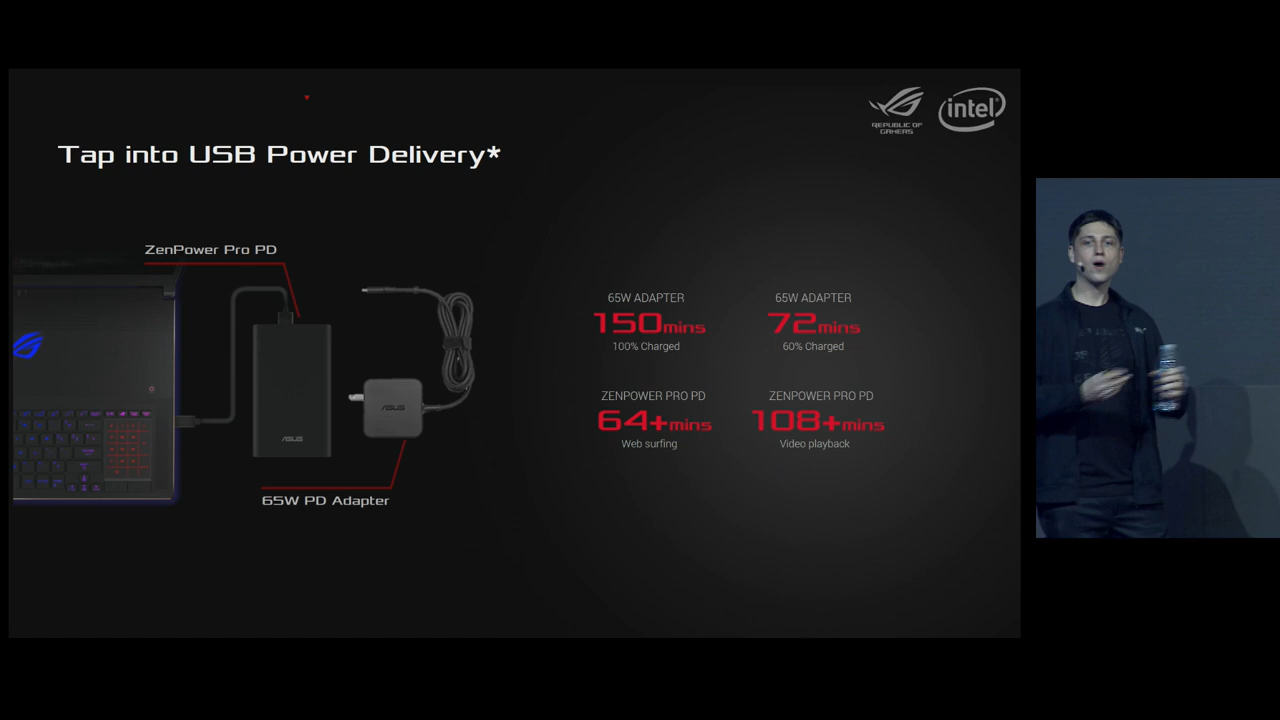 REPUBLIC OF
GAMERS
intel
Tap into USB Power Delivery*
ZenPower Pro PD
ASUS
ASUS
65W PD Adapter
65W ADAPTER
150mins
100% Charged
65W ADAPTER
72mins
60% Charged
ZENPOWER PRO PD
64+mins
Web surfing
ZENPOWER PRO PD
108+mins
Video playback